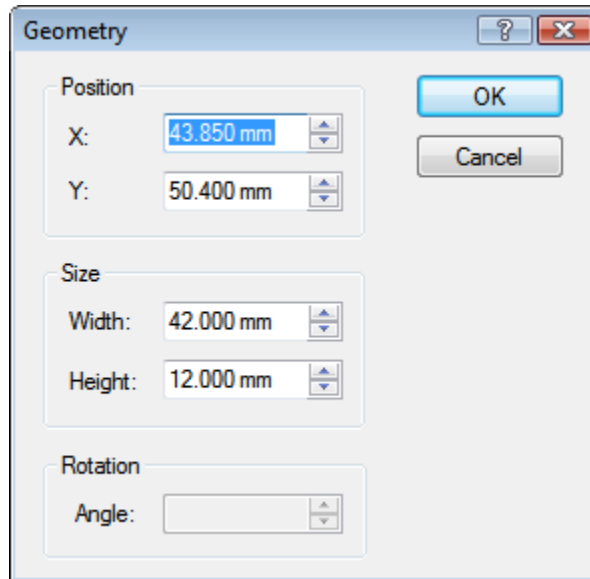 Geometry
Position
X: 43.850 mm
Y: 50.400 mm
Size
Width: 42.000 mm
Height: 12.000 mm
Rotation
Angle:
OK
Cancel